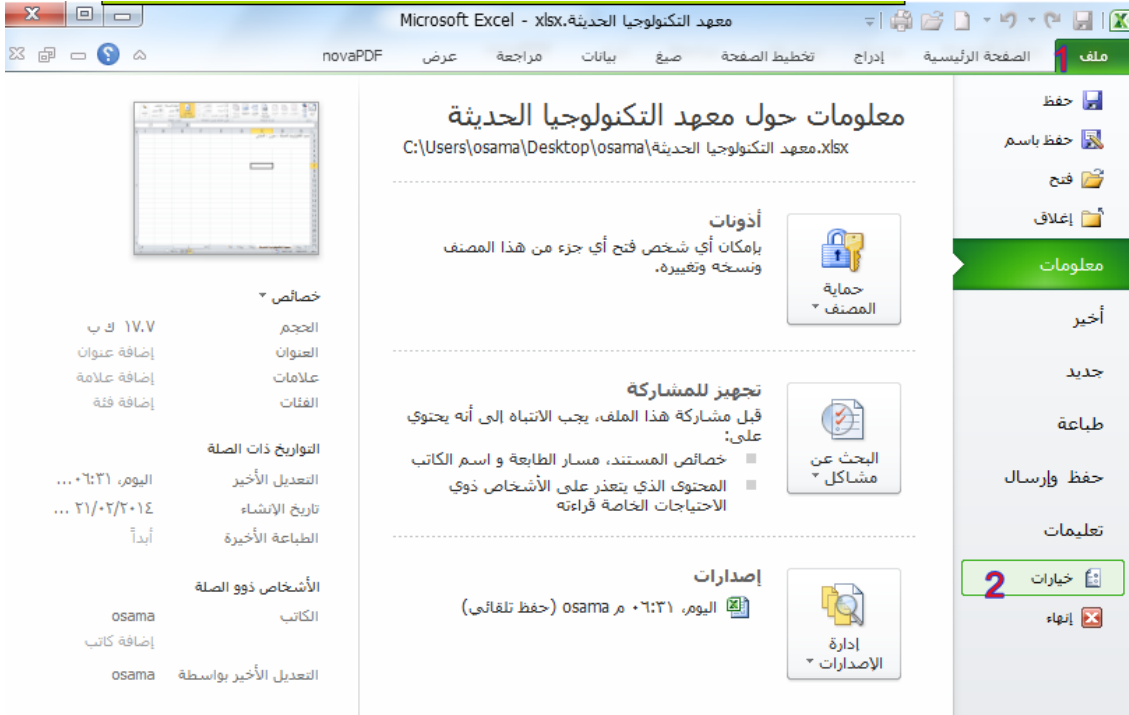 معهد التكنولوجيا الحديثة.xlsx - Microsoft Excel
ملف 1 الصفحة الرئيسية إدراج تخطيط الصفحة صيغ بيانات مراجعة عرض novaPDF
حفظ
حفظ باسم
فتح
إغلاق
معلومات
أخير
جديد
طباعة
حفظ وإرسال
تعليمات
خيارات 2
إنهاء
معلومات حول معهد التكنولوجيا الحديثة
C:\Users\osama\Desktop\osama\معهد التكنولوجيا الحديثة.xlsx
حماية
المصنف
أذونات
بإمكان أي شخص فتح أي جزء من هذا المصنف
ونسخه وتغييره.
البحث عن
مشاكل
تجهيز للمشاركة
قبل مشاركة هذا الملف، يجب الانتباه إلى أنه يحتوي
على:
خصائص المستند، مسار الطابعة و اسم الكاتب
المحتوى الذي يتعذر على الأشخاص ذوي
الاحتياجات الخاصة قراءته
إدارة
الإصدارات
إصدارات
اليوم، ٠٦:٣١ م osama (حفظ تلقائي)
خصائص
الحجم ١٧.٧ ك ب
العنوان إضافة عنوان
علامات إضافة علامة
الفئات إضافة فئة
التواريخ ذات الصلة
التعديل الأخير اليوم، ٠٦:٣١...
تاريخ الإنشاء ٢١/٠٢/٢٠١٤ ...
الطباعة الأخيرة أبداً
الأشخاص ذوو الصلة
الكاتب osama
إضافة كاتب
التعديل الأخير بواسطة osama